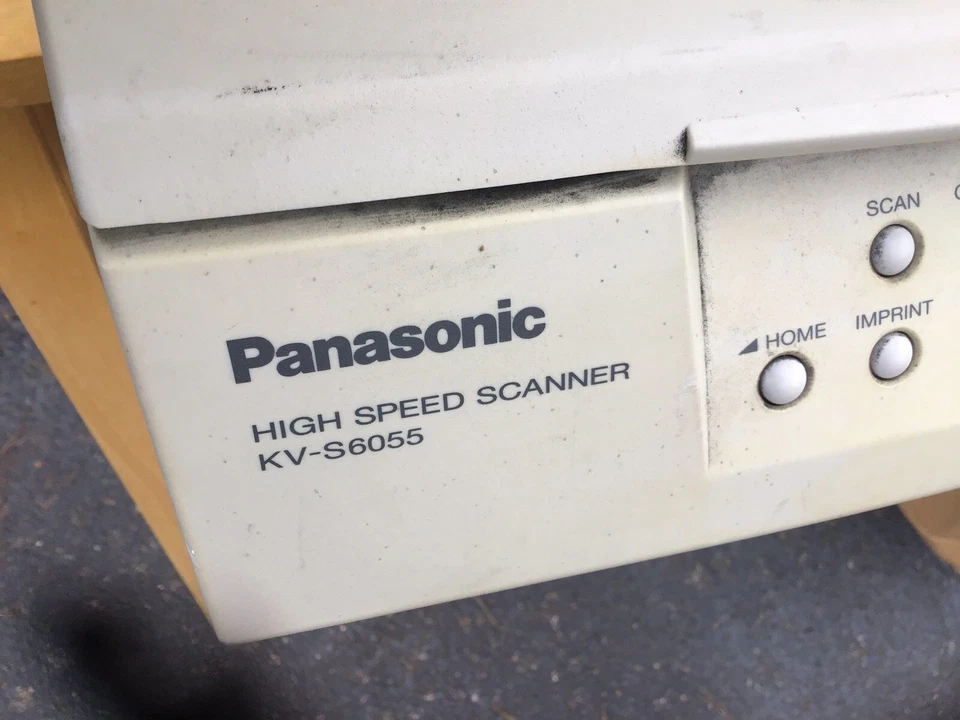 Panasonic
HIGH SPEED SCANNER
KV-S6055
SCAN
HOME
IMPRINT